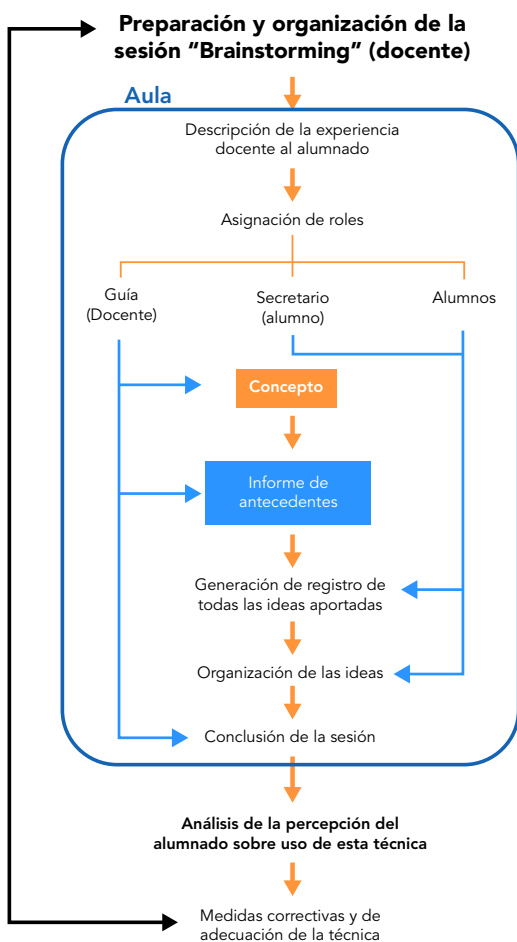 Preparación y organización de la
sesión “Brainstorming” (docente)
Aula
Descripción de la experiencia
docente al alumnado
Asignación de roles
Guía
(Docente)
Secretario
(alumno)
Alumnos
Concepto
Informe de
antecedentes
Generación de registro de
todas las ideas aportadas
Organización de las ideas
Conclusión de la sesión
Análisis de la percepción del
alumnado sobre uso de esta técnica
Medidas correctivas y de
adecuación de la técnica